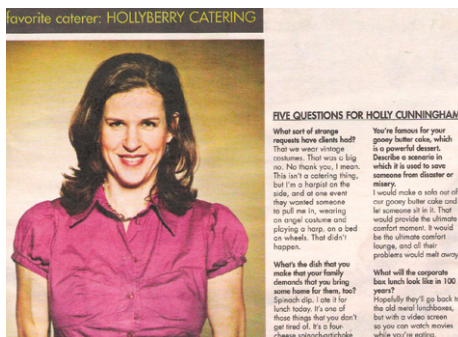 favorite caterer: HOLLYBERRY CATERING
FIVE QUESTIONS FOR HOLLY CUNNINGHAM
What sort of strange
requests have clients had?
That we wear vintage
costumes. That was a big
no. No thank you, I mean.
This isn't a catering thing,
but I'm a harpist on the
side, and at one event
they wanted someone
to pull me in, wearing
an angel costume and
playing a harp, on a bed
on wheels. That didn't
happen.
What's the dish that you
make that your family
demands that you bring
some home for them, too?
Spinach dip. I ate it for
lunch today. It's one of
those things that you don't
get tired of. It's a four-
cheese spinach-artichoke
You're famous for your
gooey butter cake, which
is a powerful dessert.
Describe a scenario in
which it is used to save
someone from disaster or
misery.
I would make a sofa out of
our gooey butter cake and
let someone sit in it. That
would provide the ultimate
comfort moment. It would
be the ultimate comfort
lounge, and all their
problems would melt away.
What will the corporate
box lunch look like in 100
years?
Hopefully they'll go back to
the old metal lunchboxes,
but with a video screen
so you can watch movies
while you're eating.